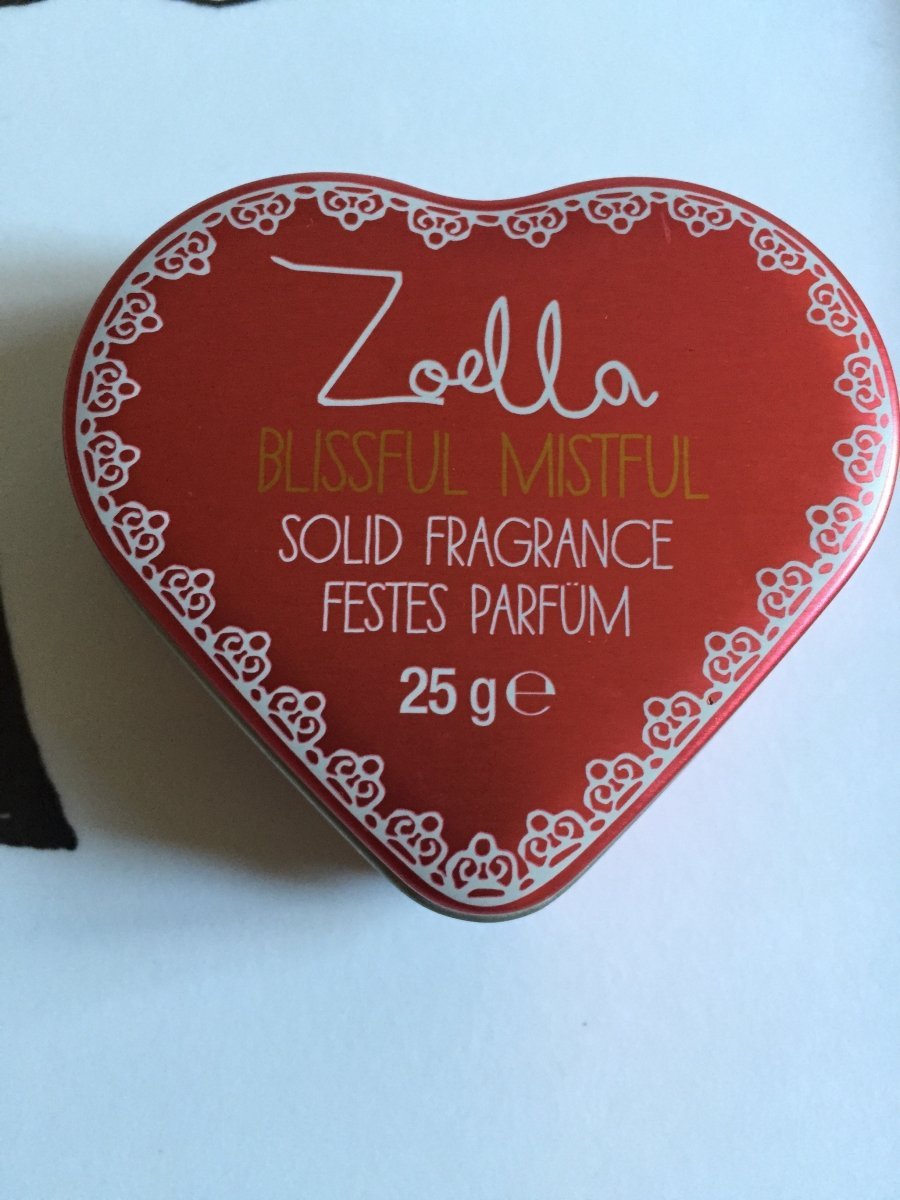 Zoella
BLISSFUL MISTFUL
SOLID FRAGRANCE
FESTES PARFÜM
25 g ℮